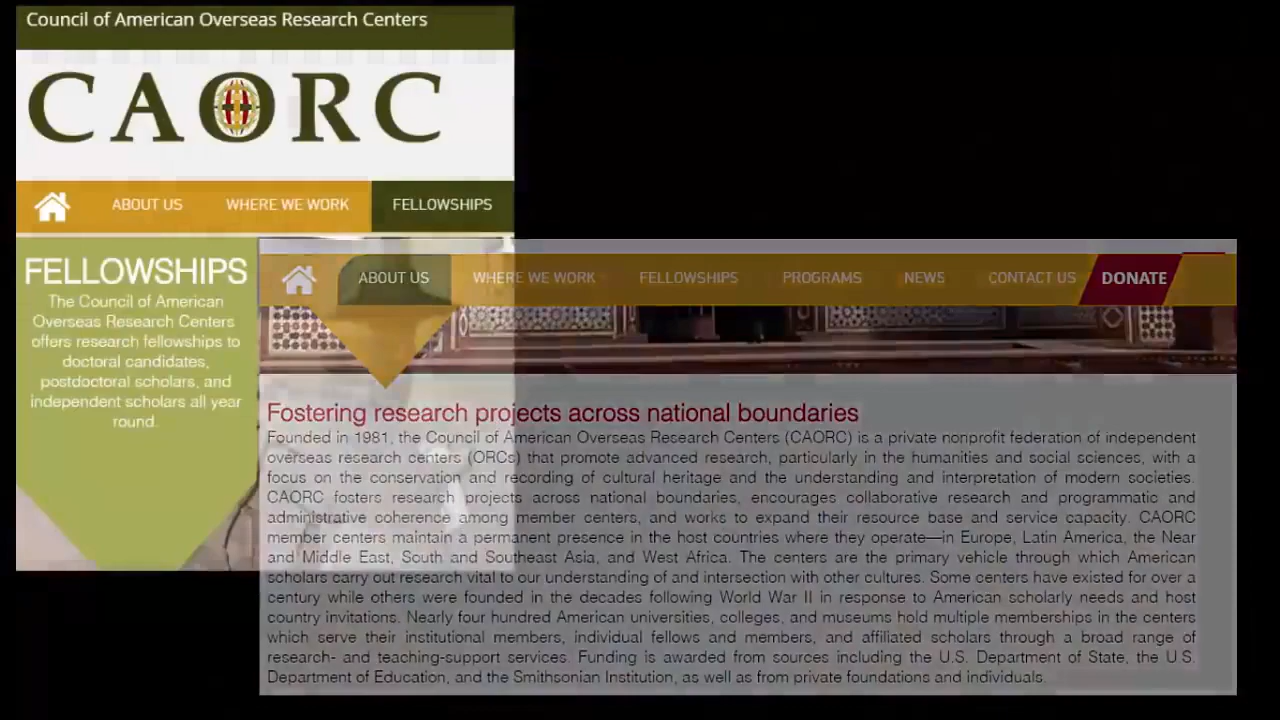 Council of American Overseas Research Centers
CAORC
ABOUT US
WHERE WE WORK
FELLOWSHIPS
FELLOWSHIPS
The Council of American
Overseas Research Centers
offers research fellowships to
doctoral candidates,
postdoctoral scholars, and
independent scholars all year
round.
ABOUT US
WHERE WE WORK
FELLOWSHIPS
PROGRAMS
NEWS
CONTACT US
DONATE
Fostering research projects across national boundaries
Founded in 1981, the Council of American Overseas Research Centers (CAORC) is a private nonprofit federation of independent
overseas research centers (ORCs) that promote advanced research, particularly in the humanities and social sciences, with a
focus on the conservation and recording of cultural heritage and the understanding and interpretation of modern societies.
CAORC fosters research projects across national boundaries, encourages collaborative research and programmatic and
administrative coherence among member centers, and works to expand their resource base and service capacity. CAORC
member centers maintain a permanent presence in the host countries where they operate—in Europe, Latin America, the Near
and Middle East, South and Southeast Asia, and West Africa. The centers are the primary vehicle through which American
scholars carry out research vital to our understanding of and intersection with other cultures. Some centers have existed for over a
century while others were founded in the decades following World War II in response to American scholarly needs and host
country invitations. Nearly four hundred American universities, colleges, and museums hold multiple memberships in the centers
which serve their institutional members, individual fellows and members, and affiliated scholars through a broad range of
research- and teaching-support services. Funding is awarded from sources including the U.S. Department of State, the U.S.
Department of Education, and the Smithsonian Institution, as well as from private foundations and individuals.